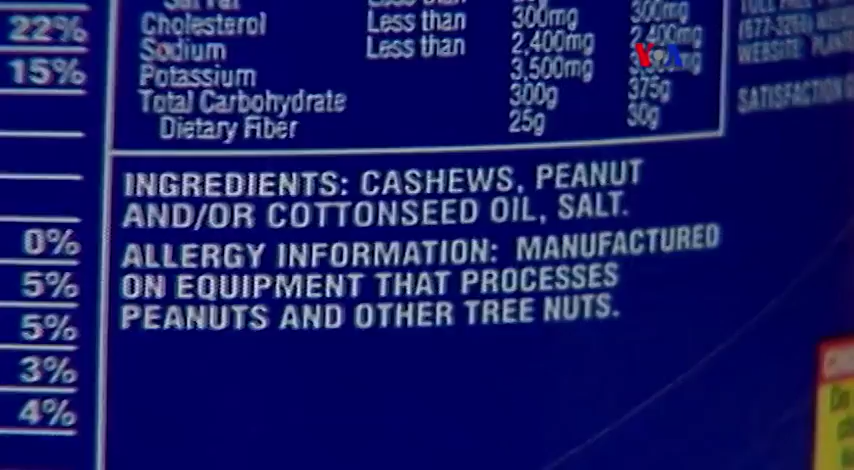 22%
15%
Cholesterol Less than 300mg 300mg
Sodium Less than 2,400mg 2,400mg
Potassium 3,500mg
Total Carbohydrate 300g 375g
Dietary Fiber 25g 30g
VOA
WEBSITE
SATISFACTION
INGREDIENTS: CASHEWS, PEANUT
AND/OR COTTONSEED OIL, SALT.
ALLERGY INFORMATION: MANUFACTURED
ON EQUIPMENT THAT PROCESSES
PEANUTS AND OTHER TREE NUTS.
0%
5%
5%
3%
4%